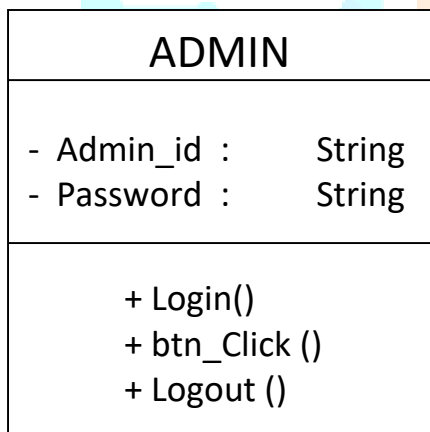 ADMIN
- Admin_id : String
- Password : String
+ Login()
+ btn_Click ()
+ Logout ()